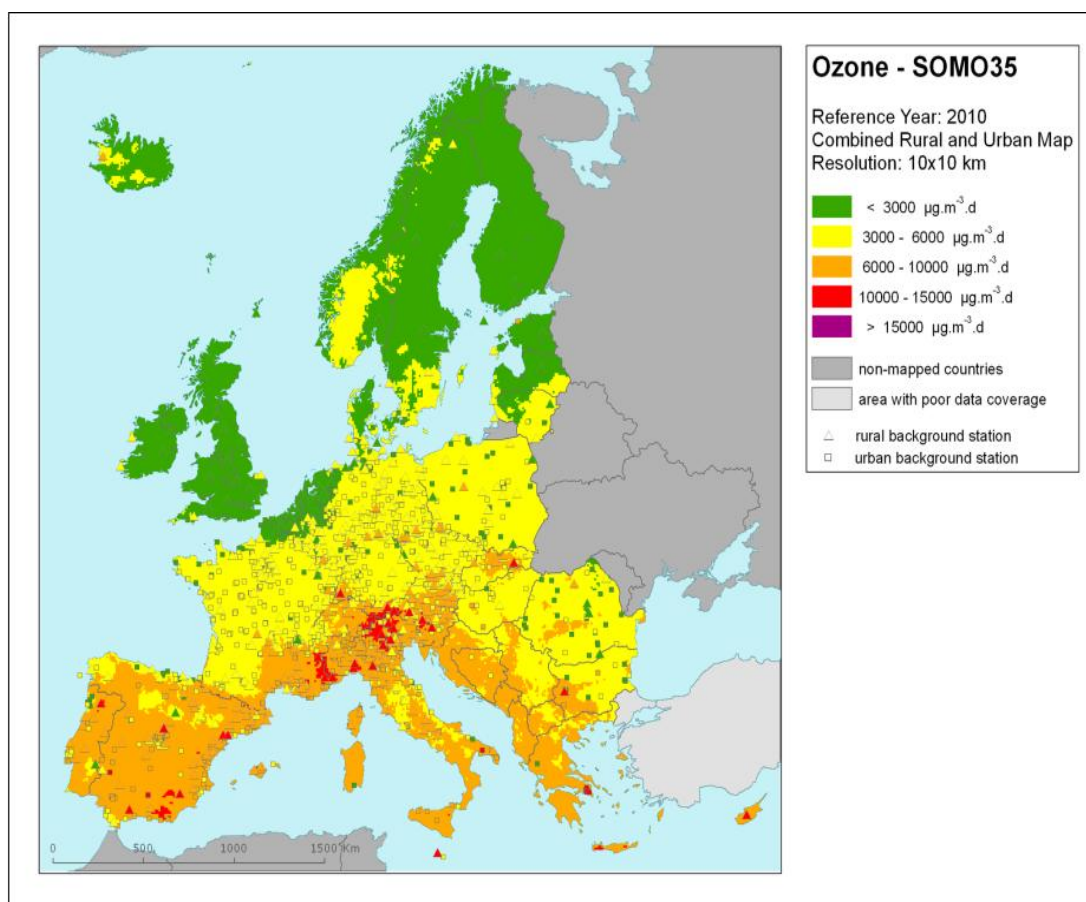 Ozone - SOMO35
Reference Year: 2010
Combined Rural and Urban Map
Resolution: 10x10 km
< 3000 µg.m⁻³.d
3000 - 6000 µg.m⁻³.d
6000 - 10000 µg.m⁻³.d
10000 - 15000 µg.m⁻³.d
> 15000 µg.m⁻³.d
non-mapped countries
area with poor data coverage
rural background station
urban background station
0 500 1000 1500 Km